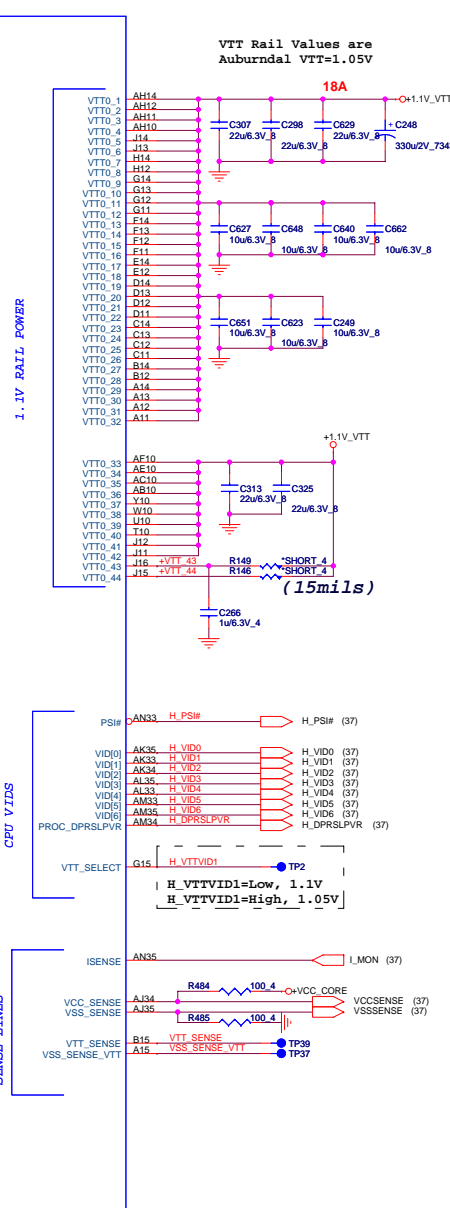 VTT Rail Values are
Auburndal VTT=1.05V
18A
+1.1V_VTT
VTT0_1 AH14
VTT0_2 AH12
VTT0_3 AH11
VTT0_4 AH10
VTT0_5 J14
VTT0_6 J13
VTT0_7 H14
VTT0_8 H12
VTT0_9 G14
VTT0_10 G13
VTT0_11 G12
VTT0_12 G11
VTT0_13 F14
VTT0_14 F13
VTT0_15 F12
VTT0_16 F11
VTT0_17 E14
VTT0_18 E12
VTT0_19 D14
VTT0_20 D13
VTT0_21 D12
VTT0_22 D11
VTT0_23 C14
VTT0_24 C13
VTT0_25 C12
VTT0_26 C11
VTT0_27 B14
VTT0_28 B12
VTT0_29 A14
VTT0_30 A13
VTT0_31 A12
VTT0_32 A11
C307 22u/6.3V_8
C298 22u/6.3V_8
C629 22u/6.3V_8
+ C248 330u/2V_734
C627 10u/6.3V_8
C648 10u/6.3V_8
C640 10u/6.3V_8
C662 10u/6.3V_8
C651 10u/6.3V_8
C623 10u/6.3V_8
C249 10u/6.3V_8
1.1V RAIL POWER
+1.1V_VTT
VTT0_33 AF10
VTT0_34 AE10
VTT0_35 AC10
VTT0_36 AB10
VTT0_37 Y10
VTT0_38 W10
VTT0_39 U10
VTT0_40 T10
VTT0_41 J12
VTT0_42 J11
VTT0_43 J16 +VTT_43 R149 *SHORT_4
VTT0_44 J15 +VTT_44 R146 *SHORT_4
C313 22u/6.3V_8
C325 22u/6.3V_8
(15mils)
C266 1u/6.3V_4
CPU VIDS
PSI# AN33 H_PSI# H_PSI# (37)
VID[0] AK35 H_VID0 H_VID0 (37)
VID[1] AK33 H_VID1 H_VID1 (37)
VID[2] AK34 H_VID2 H_VID2 (37)
VID[3] AL35 H_VID3 H_VID3 (37)
VID[4] AL33 H_VID4 H_VID4 (37)
VID[5] AM33 H_VID5 H_VID5 (37)
VID[6] AM35 H_VID6 H_VID6 (37)
PROC_DPRSLPVR AM34 H_DPRSLPVR H_DPRSLPVR (37)
VTT_SELECT G15 H_VTTVID1 TP2
H_VTTVID1=Low, 1.1V
H_VTTVID1=High, 1.05V
SENSE LINES
ISENSE AN35 I_MON (37)
R484 100_4 +VCC_CORE
VCC_SENSE AJ34 VCCSENSE (37)
VSS_SENSE AJ35 VSSSENSE (37)
R485 100_4
VTT_SENSE B15 VTT_SENSE TP39
VSS_SENSE_VTT A15 VSS_SENSE_VTT TP37